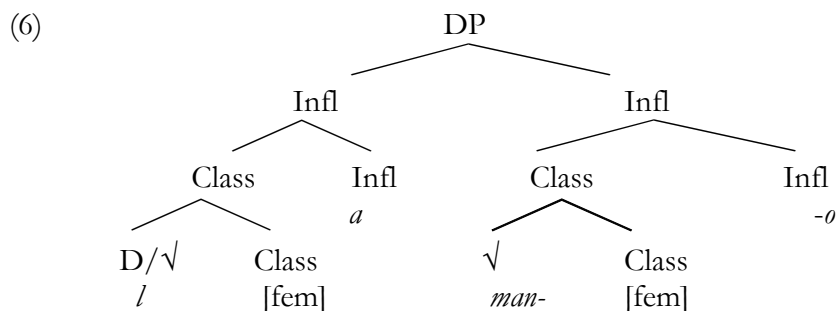 (6) DP
Infl Infl
Class Infl Class Infl
a -o
D/√ Class √ Class
l [fem] man- [fem]